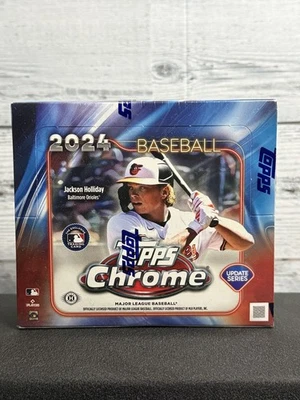 2024 BASEBALL
Jackson Holliday
Baltimore Orioles®
Topps
Chrome
UPDATE
SERIES
MAJOR LEAGUE BASEBALL®
Topps
Topps